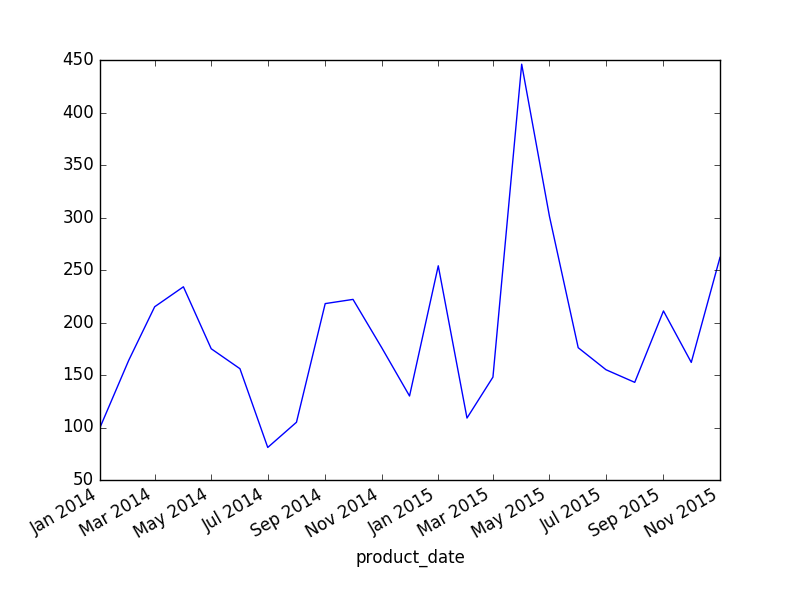 450
400
350
300
250
200
150
100
50
Jan 2014
Mar 2014
May 2014
Jul 2014
Sep 2014
Nov 2014
Jan 2015
Mar 2015
May 2015
Jul 2015
Sep 2015
Nov 2015
product_date